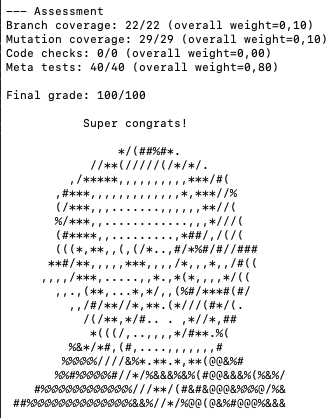 --- Assessment
Branch coverage: 22/22 (overall weight=0,10)
Mutation coverage: 29/29 (overall weight=0,10)
Code checks: 0/0 (overall weight=0,00)
Meta tests: 40/40 (overall weight=0,80)
Final grade: 100/100
Super congrats!